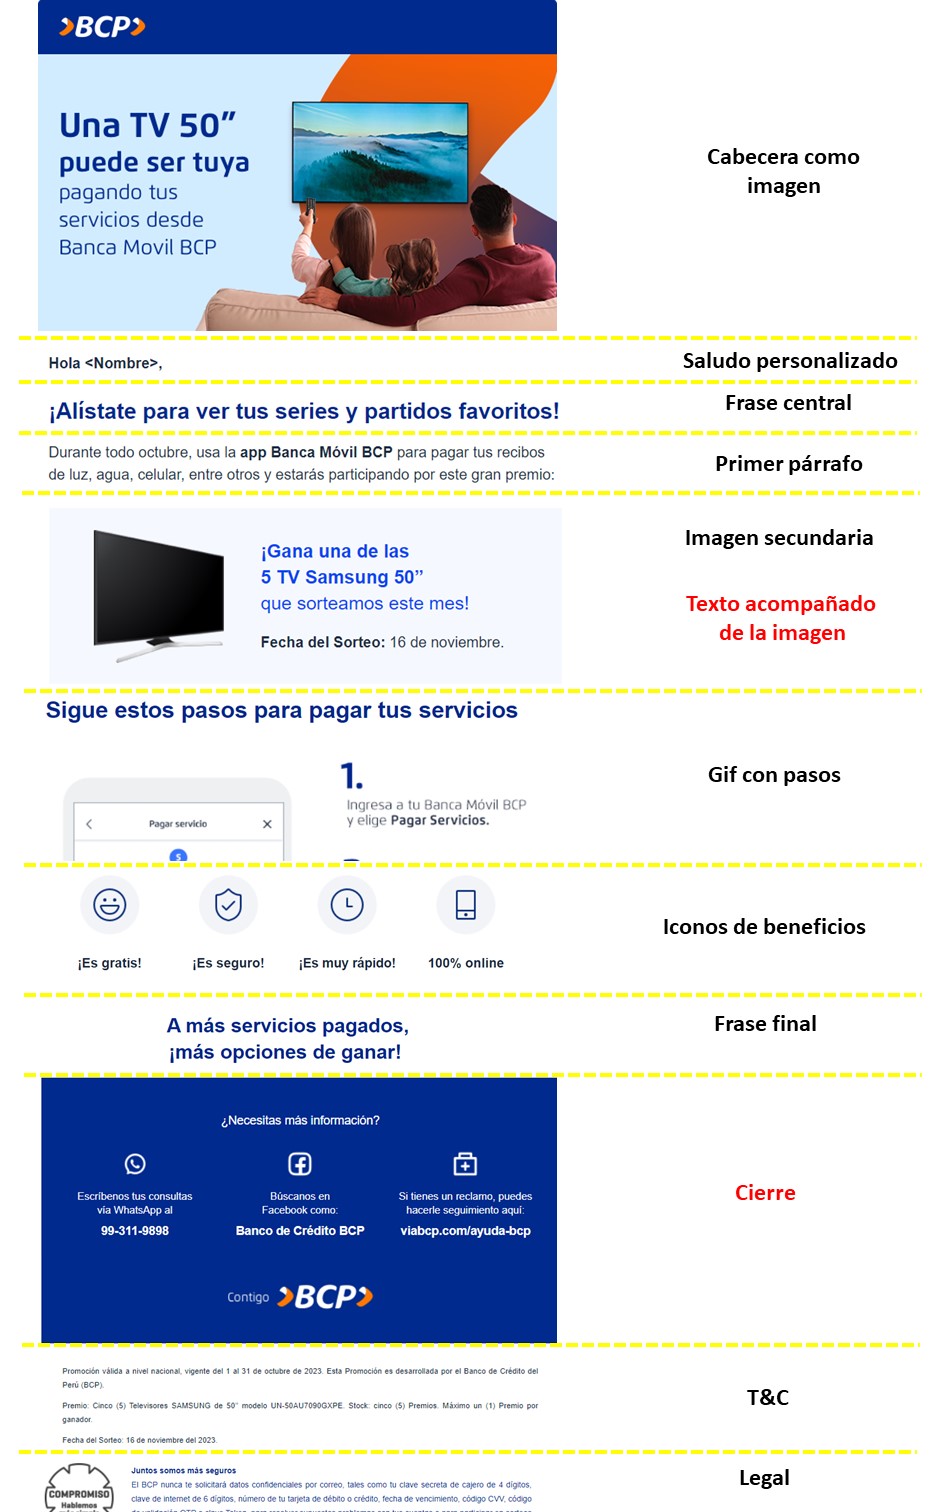 BCP
Una TV 50”
puede ser tuya
pagando tus
servicios desde
Banca Movil BCP
Cabecera como
imagen
Hola <Nombre>,
Saludo personalizado
¡Alístate para ver tus series y partidos favoritos!
Frase central
Durante todo octubre, usa la app Banca Móvil BCP para pagar tus recibos
de luz, agua, celular, entre otros y estarás participando por este gran premio:
Primer párrafo
¡Gana una de las
5 TV Samsung 50”
que sorteamos este mes!
Fecha del Sorteo: 16 de noviembre.
Imagen secundaria
Texto acompañado
de la imagen
Sigue estos pasos para pagar tus servicios
Pagar servicio
1.
Ingresa a tu Banca Móvil BCP
y elige Pagar Servicios.
Gif con pasos
¡Es gratis!
¡Es seguro!
¡Es muy rápido!
100% online
Iconos de beneficios
A más servicios pagados,
¡más opciones de ganar!
Frase final
¿Necesitas más información?
Escríbenos tus consultas
vía WhatsApp al
99-311-9898
Búscanos en
Facebook como:
Banco de Crédito BCP
Si tienes un reclamo, puedes
hacerle seguimiento aquí:
viabcp.com/ayuda-bcp
Contigo BCP
Cierre
Promoción válida a nivel nacional, vigente del 1 al 31 de octubre de 2023. Esta Promoción es desarrollada por el Banco de Crédito del
Perú (BCP).
Premio: Cinco (5) Televisores SAMSUNG de 50” modelo UN-50AU7090GXPE. Stock: cinco (5) Premios. Máximo un (1) Premio por
ganador.
Fecha del Sorteo: 16 de noviembre del 2023.
T&C
COMPROMISO
Hablemos
Juntos somos más seguros
El BCP nunca te solicitará datos confidenciales por correo, tales como tu clave secreta de cajero de 4 dígitos,
clave de internet de 6 dígitos, número de tu tarjeta de débito o crédito, fecha de vencimiento, código CVV, código
Legal